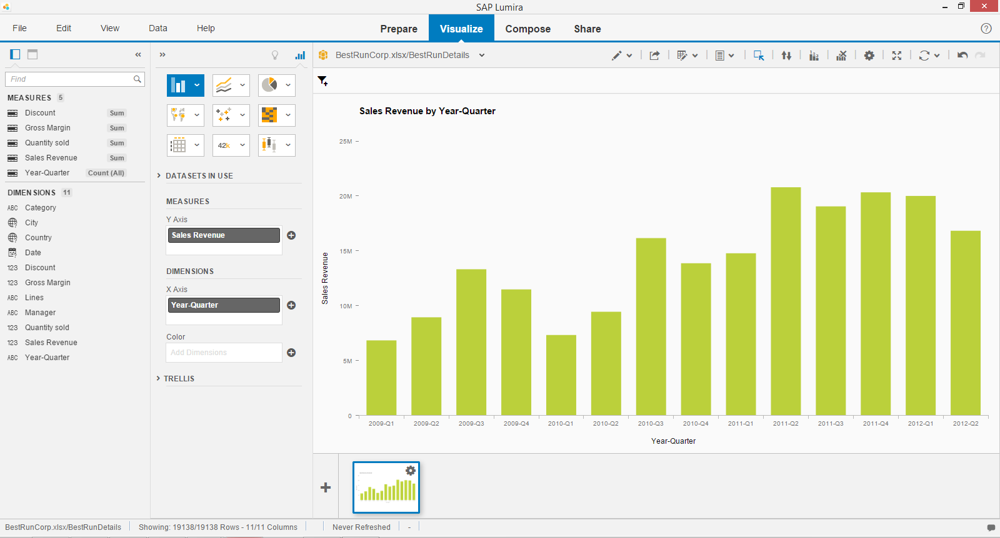 SAP Lumira
File Edit View Data Help
Prepare Visualize Compose Share
?
Find
MEASURES 5
Discount Sum
Gross Margin Sum
Quantity sold Sum
Sales Revenue Sum
Year-Quarter Count (All)
DIMENSIONS 11
ABC Category
City
Country
Date
123 Discount
123 Gross Margin
ABC Lines
ABC Manager
123 Quantity sold
123 Sales Revenue
ABC Year-Quarter
42k
DATASETS IN USE
MEASURES
Y Axis
Sales Revenue
DIMENSIONS
X Axis
Year-Quarter
Color
Add Dimensions
TRELLIS
BestRunCorp.xlsx/BestRunDetails
Sales Revenue by Year-Quarter
25M
20M
15M
10M
5M
0
Sales Revenue
2009-Q1 2009-Q2 2009-Q3 2009-Q4 2010-Q1 2010-Q2 2010-Q3 2010-Q4 2011-Q1 2011-Q2 2011-Q3 2011-Q4 2012-Q1 2012-Q2
Year-Quarter
BestRunCorp.xlsx/BestRunDetails Showing: 19138/19138 Rows - 11/11 Columns Never Refreshed -